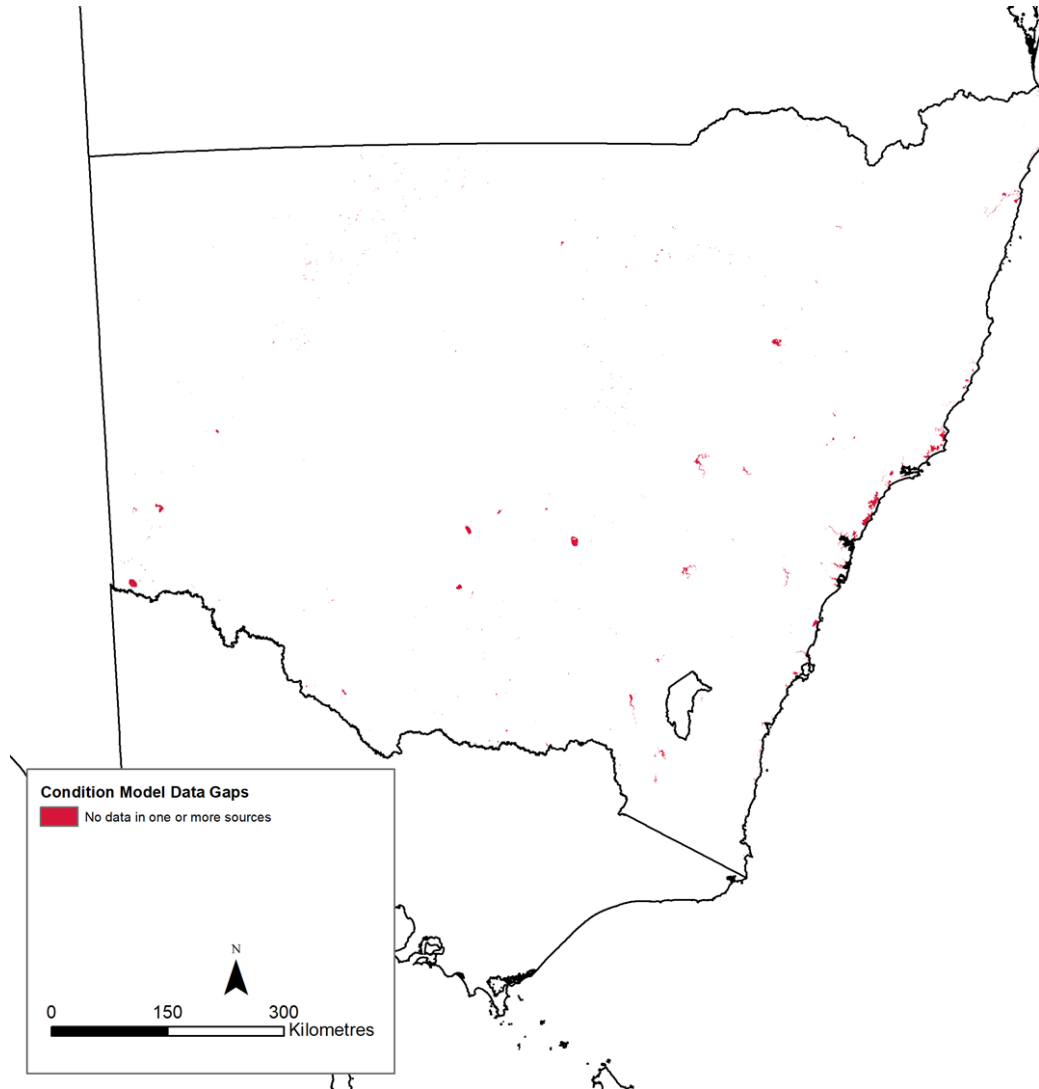 Condition Model Data Gaps
No data in one or more sources
N
0 150 300
Kilometres